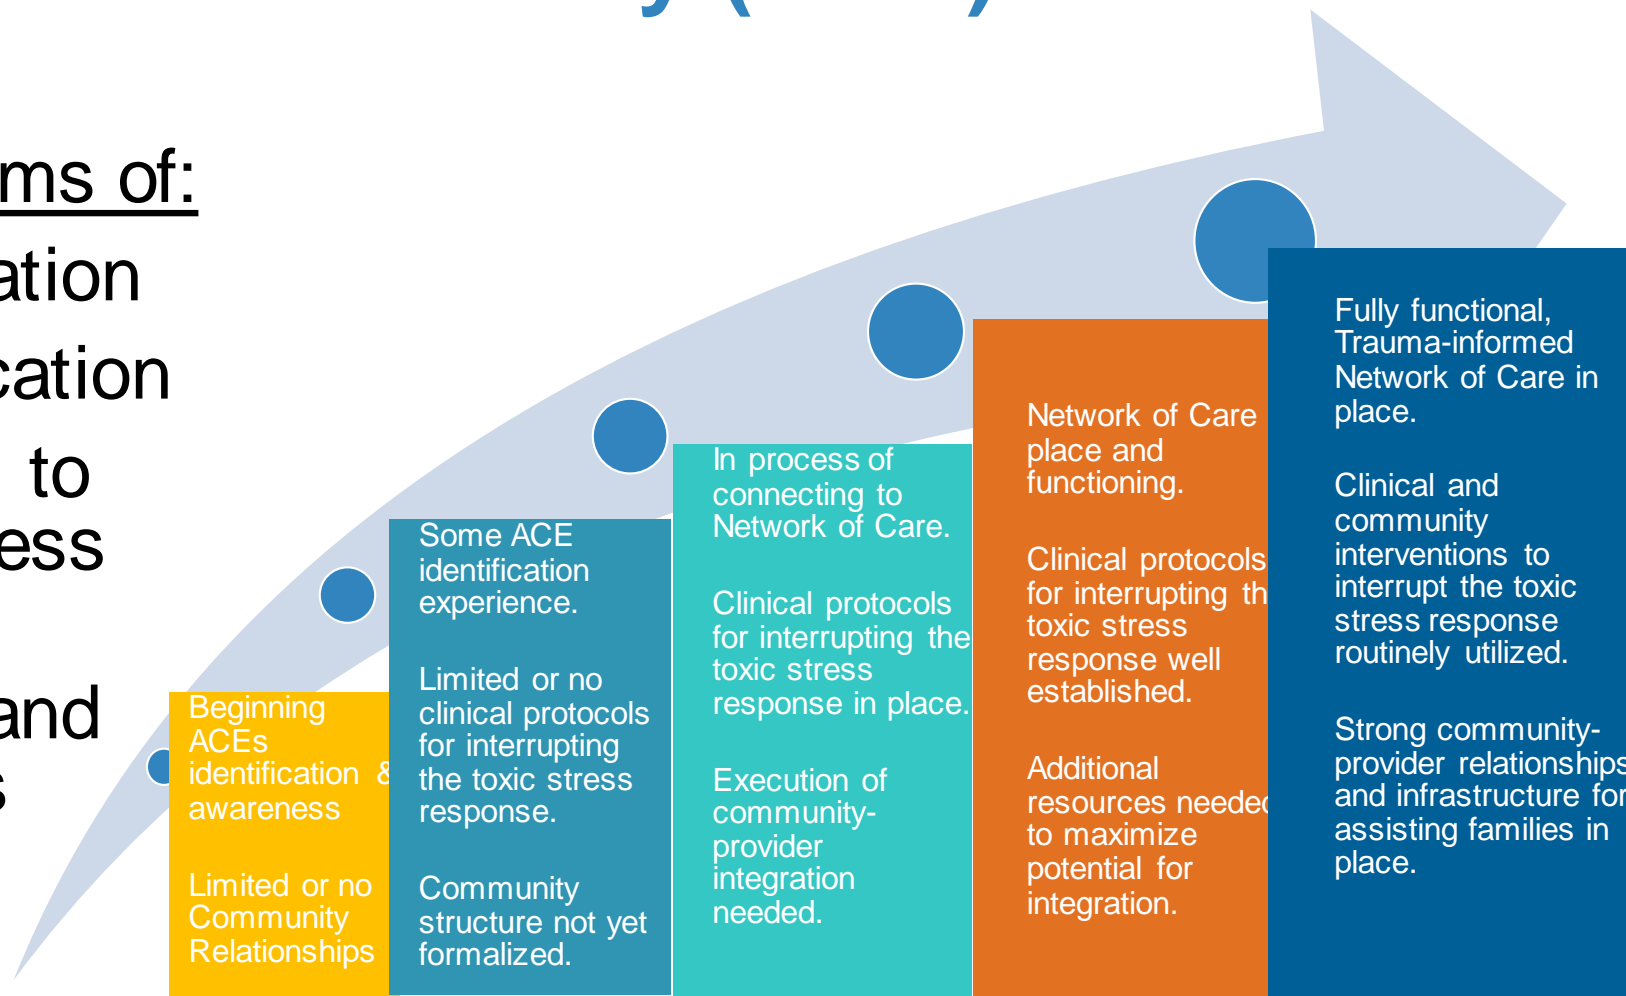 ms of:
ation
cation
to
ess
and
s
Beginning
ACEs
identification &
awareness
Limited or no
Community
Relationships
Some ACE
identification
experience.
Limited or no
clinical protocols
for interrupting
the toxic stress
response.
Community
structure not yet
formalized.
In process of
connecting to
Network of Care.
Clinical protocols
for interrupting the
toxic stress
response in place.
Execution of
community-
provider
integration
needed.
Network of Care
place and
functioning.
Clinical protocols
for interrupting th
toxic stress
response well
established.
Additional
resources needed
to maximize
potential for
integration.
Fully functional,
Trauma-informed
Network of Care in
place.
Clinical and
community
interventions to
interrupt the toxic
stress response
routinely utilized.
Strong community-
provider relationships
and infrastructure for
assisting families in
place.